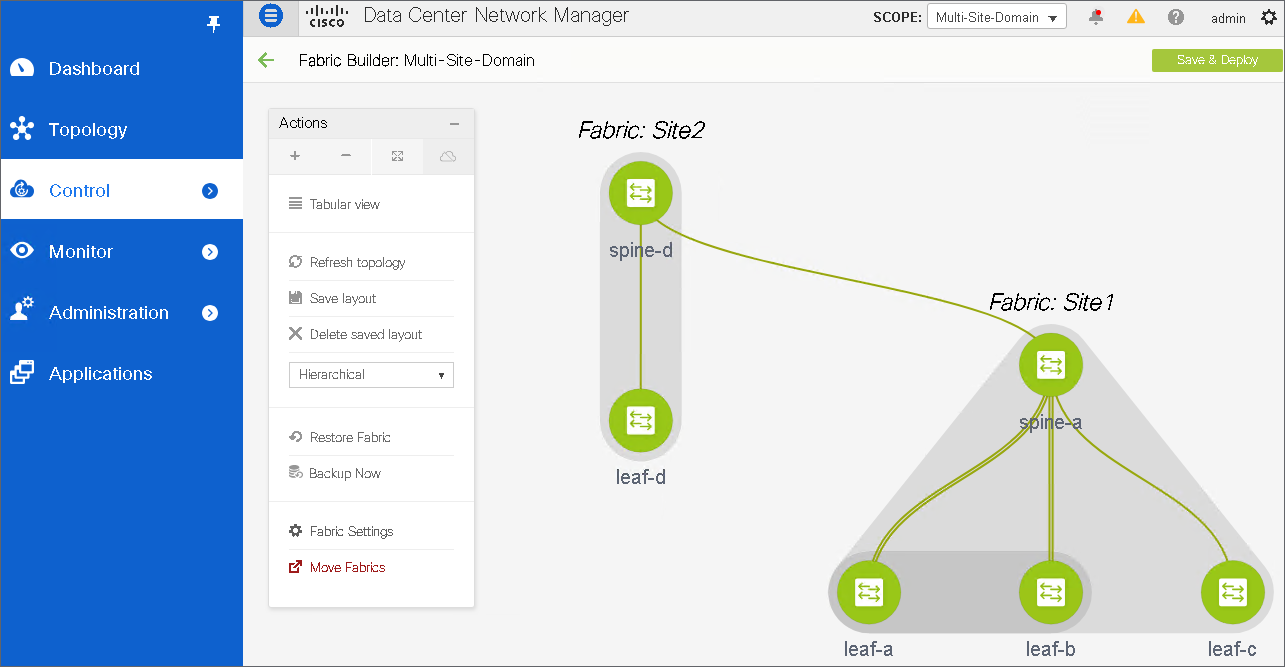 CISCO Data Center Network Manager SCOPE: Multi-Site-Domain admin
Fabric Builder: Multi-Site-Domain Save & Deploy
Dashboard
Topology
Control
Monitor
Administration
Applications
Actions
Tabular view
Refresh topology
Save layout
Delete saved layout
Hierarchical
Restore Fabric
Backup Now
Fabric Settings
Move Fabrics
Fabric: Site2
spine-d
leaf-d
Fabric: Site1
spine-a
leaf-a leaf-b leaf-c